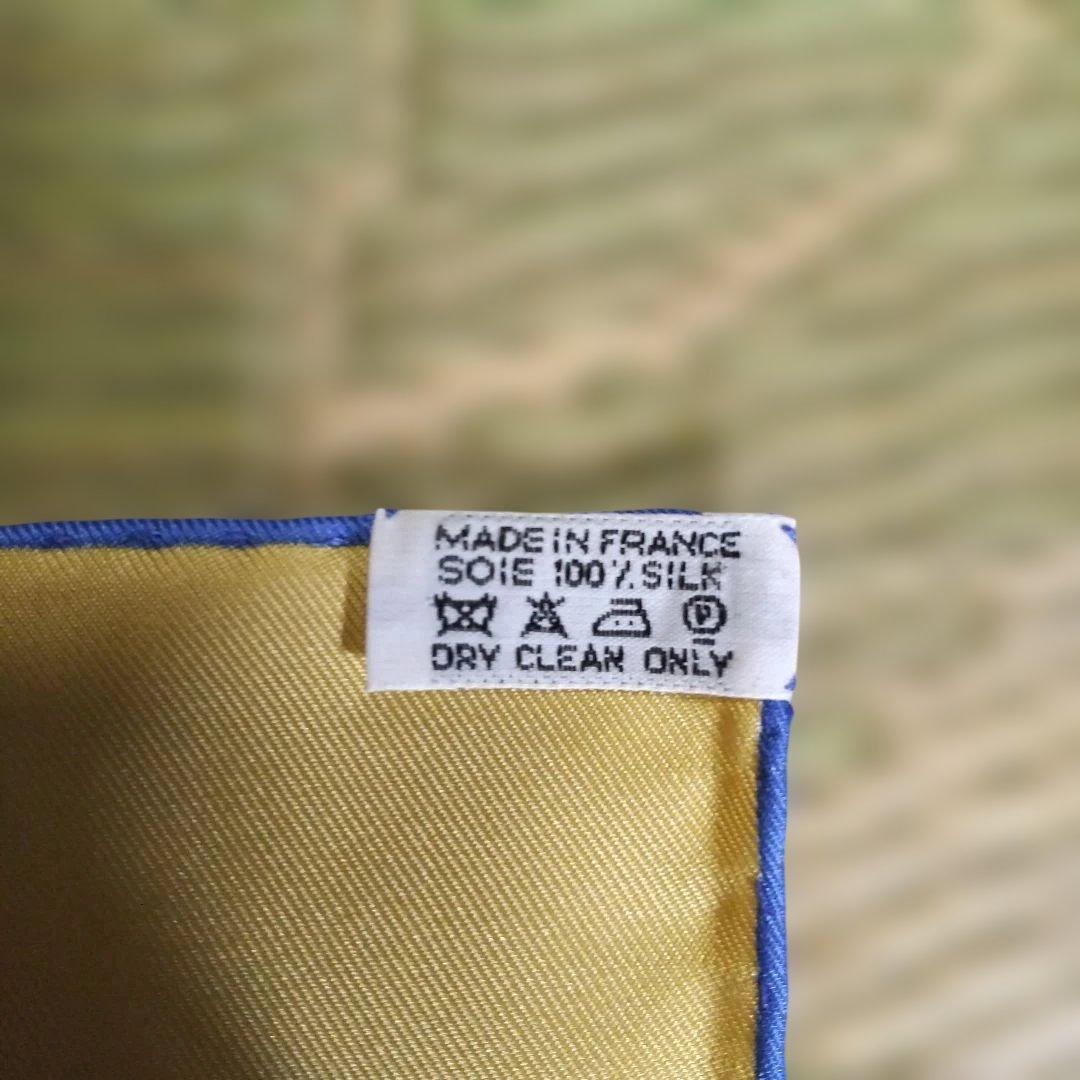 MADE IN FRANCE
SOIE 100% SILK
P
DRY CLEAN ONLY